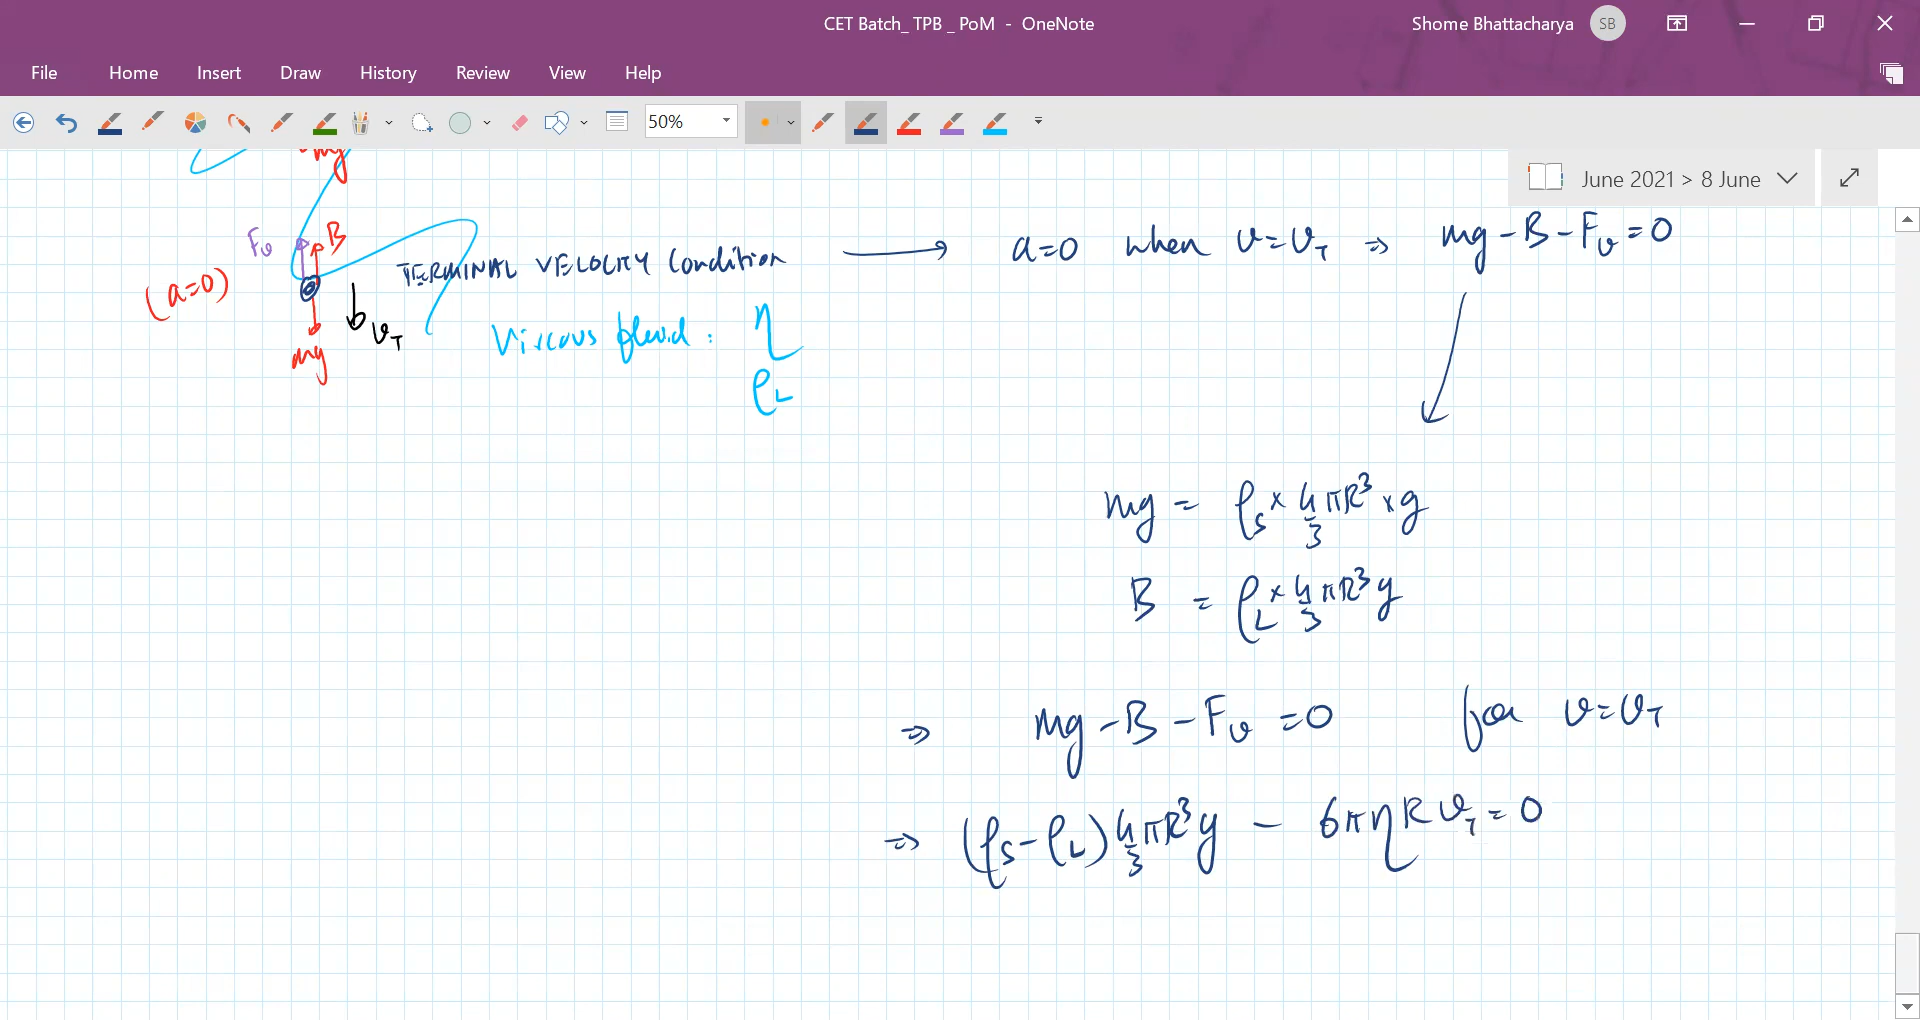 CET Batch_ TPB _ PoM - OneNote
Shome Bhattacharya SB
File Home Insert Draw History Review View Help
50%
June 2021 > 8 June
mg
Fv B
(a=0)
mg
vT
TERMINAL VELOCITY Condition → a=0 when v=vT ⇒ mg-B-Fv=0
Viscous fluid : η
ρL
mg = ρs × 4/3 πR³ × g
B = ρL × 4/3 πR³ g
⇒ mg - B - Fv = 0 for v=vT
⇒ (ρs - ρL) 4/3 πR³ g - 6πηR vT = 0